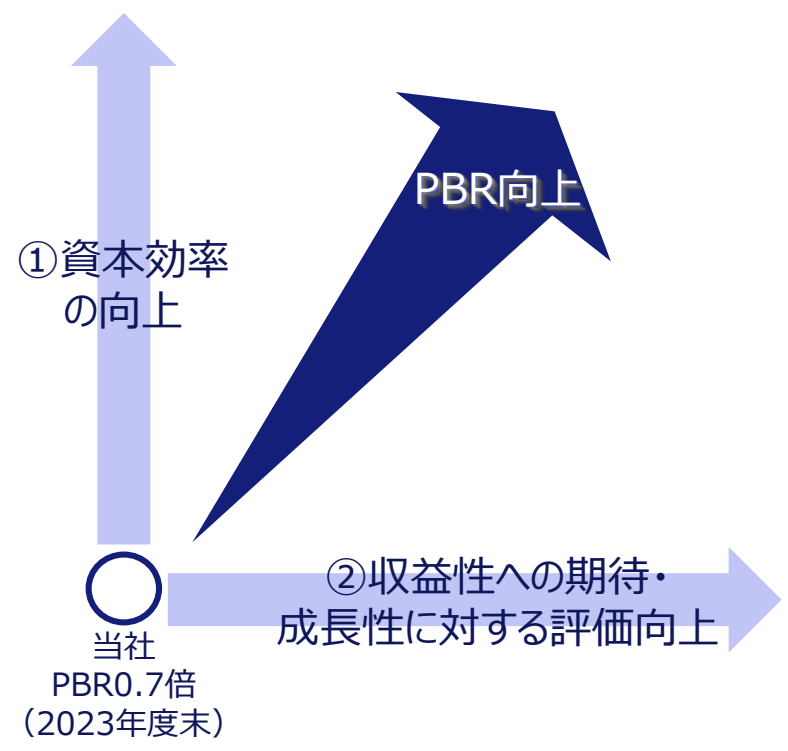 PBR向上
①資本効率
の向上
②収益性への期待・
成長性に対する評価向上
当社
PBR0.7倍
（2023年度末）